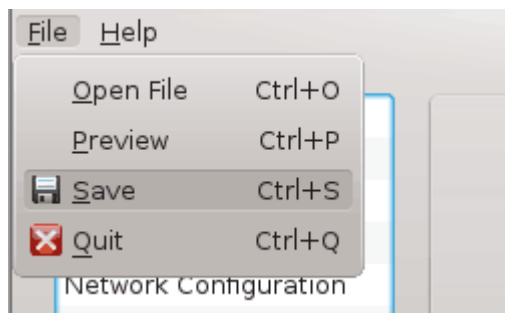 File Help
Open File Ctrl+O
Preview Ctrl+P
Save Ctrl+S
Quit Ctrl+Q
Network Configuration